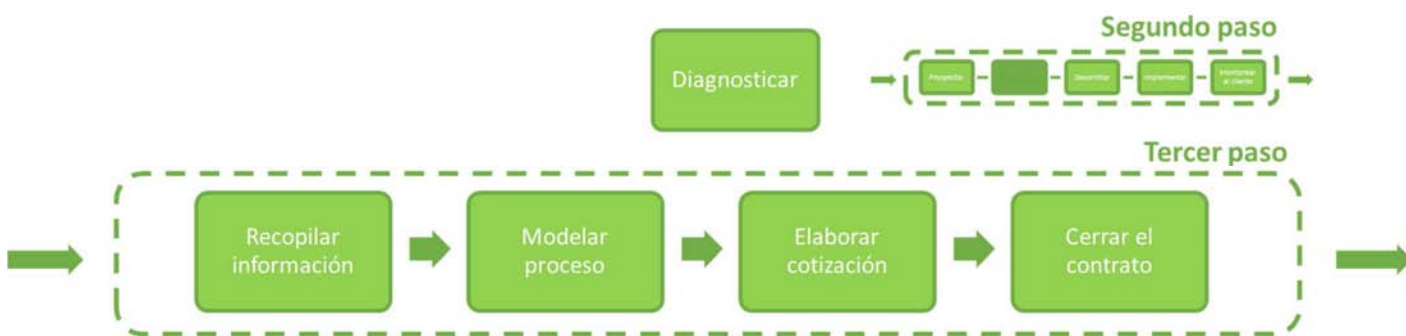 Segundo paso
Diagnosticar
Prospectar
Desarrollar
Implementar
Monitorear
al cliente
Tercer paso
Recopilar
información
Modelar
proceso
Elaborar
cotización
Cerrar el
contrato